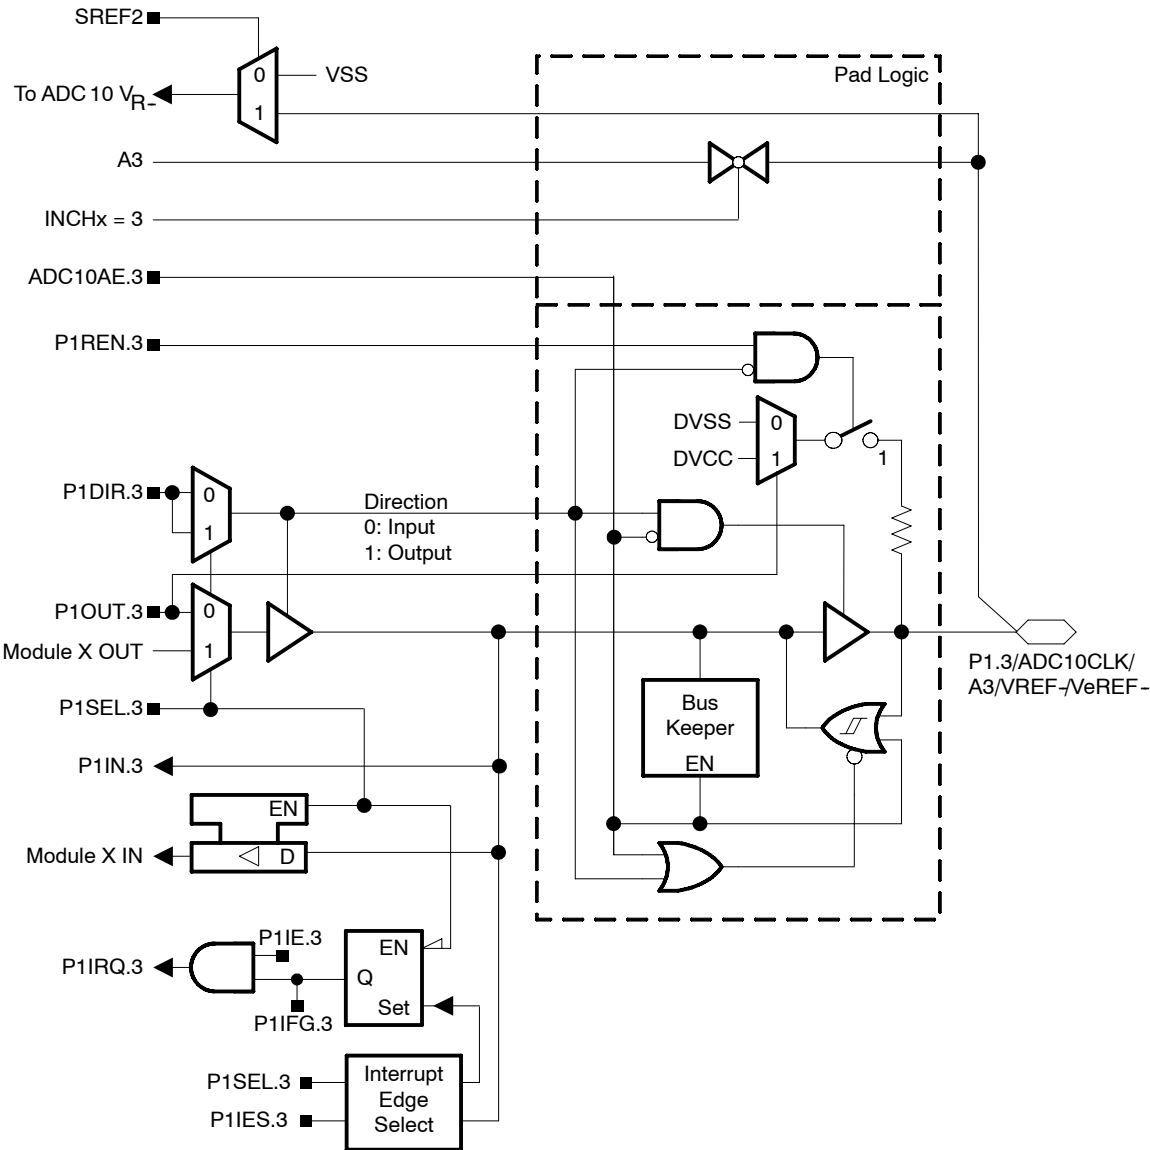 SREF2
0
VSS
Pad Logic
To ADC 10 VR-
1
A3
INCHx = 3
ADC10AE.3
P1REN.3
DVSS
0
DVCC
1
1
P1DIR.3
0
1
Direction
0: Input
1: Output
P1OUT.3
0
Module X OUT
1
P1.3/ADC10CLK/
A3/VREF-/VeREF-
P1SEL.3
Bus
Keeper
EN
P1IN.3
EN
Module X IN
D
P1IE.3
EN
P1IRQ.3
Q
Set
P1IFG.3
P1SEL.3
P1IES.3
Interrupt
Edge
Select